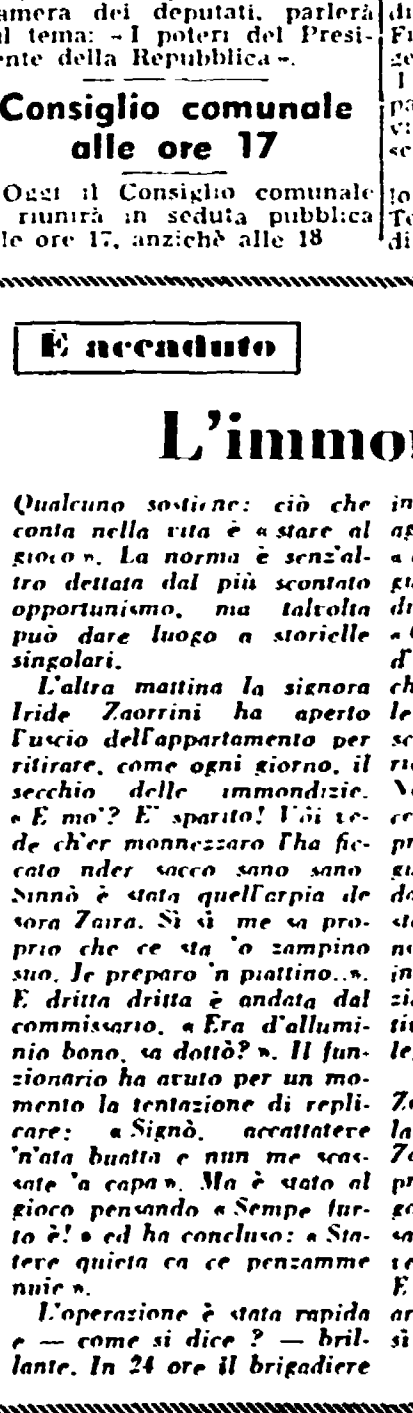 amera dei deputati, parlerà
l tema: « I poteri del Presi-
ente della Repubblica ».
Consiglio comunale
alle ore 17
Oggi il Consiglio comunale
riunirà in seduta pubblica
le ore 17, anzichè alle 18
È accaduto
L'immo
Qualcuno sostiene: ciò che
conta nella vita è « stare al
gioco ». La norma è senz'al-
tro dettata dal più scontato
opportunismo, ma talvolta
può dare luogo a storielle
singolari.
L'altra mattina la signora
Iride Zaorrini ha aperto
l'uscio dell'appartamento per
ritirare, come ogni giorno, il
secchio delle immondizie.
« E mo'? E' sparito! Vôi ve-
de ch'er monnezzaro l'ha fic-
cato nder sacco sano sano
Sinnò è stata quell'arpia de
sora Zaira. Sì sì me sa pro-
prio che ce sta 'o zampino
suo. Je preparo 'n piattino..».
E dritta dritta è andata dal
commissario. « Era d'allumi-
nio bono, sa dottò? ». Il fun-
zionario ha avuto per un mo-
mento la tentazione di repli-
care: « Signò, accattateve
'n'ata buatta e nun me scas-
sate 'a capa ». Ma è stato al
gioco pensando « Sempe fur-
to è! » ed ha concluso: « Sta-
teve quieta ca ce penzamme
nuie ».
L'operazione è stata rapida
e — come si dice ? — bril-
lante. In 24 ore il brigadiere